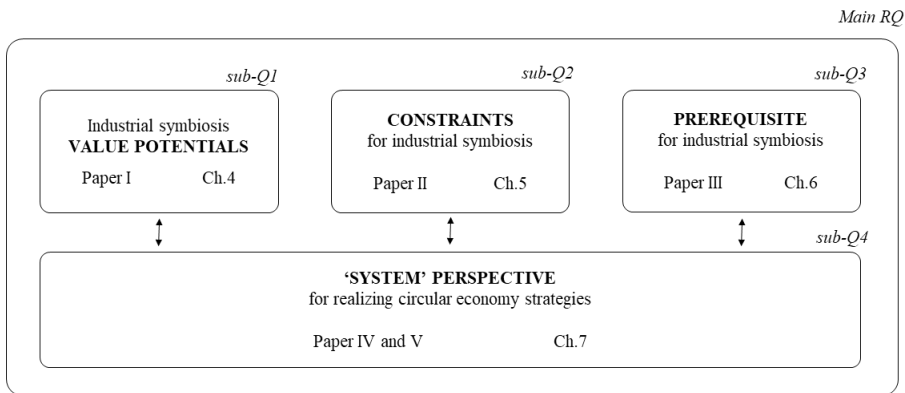 Main RQ
sub-Q1
sub-Q2
sub-Q3
Industrial symbiosis
VALUE POTENTIALS
Paper I Ch.4
CONSTRAINTS
for industrial symbiosis
Paper II Ch.5
PREREQUISITE
for industrial symbiosis
Paper III Ch.6
sub-Q4
‘SYSTEM’ PERSPECTIVE
for realizing circular economy strategies
Paper IV and V Ch.7